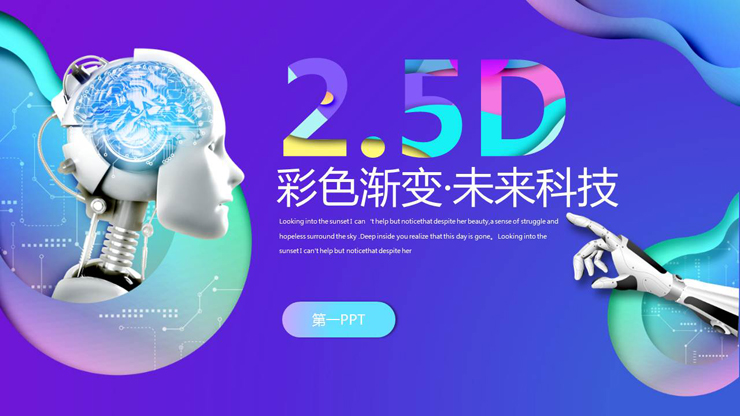 2.5D
彩色渐变·未来科技
Looking into the sunset I can 't help but noticethat despite her beauty,a sense of struggle and
hopeless surround the sky .Deep inside you realize that this day is gone。 Looking into the
sunset I can't help but noticethat despite her
第一PPT